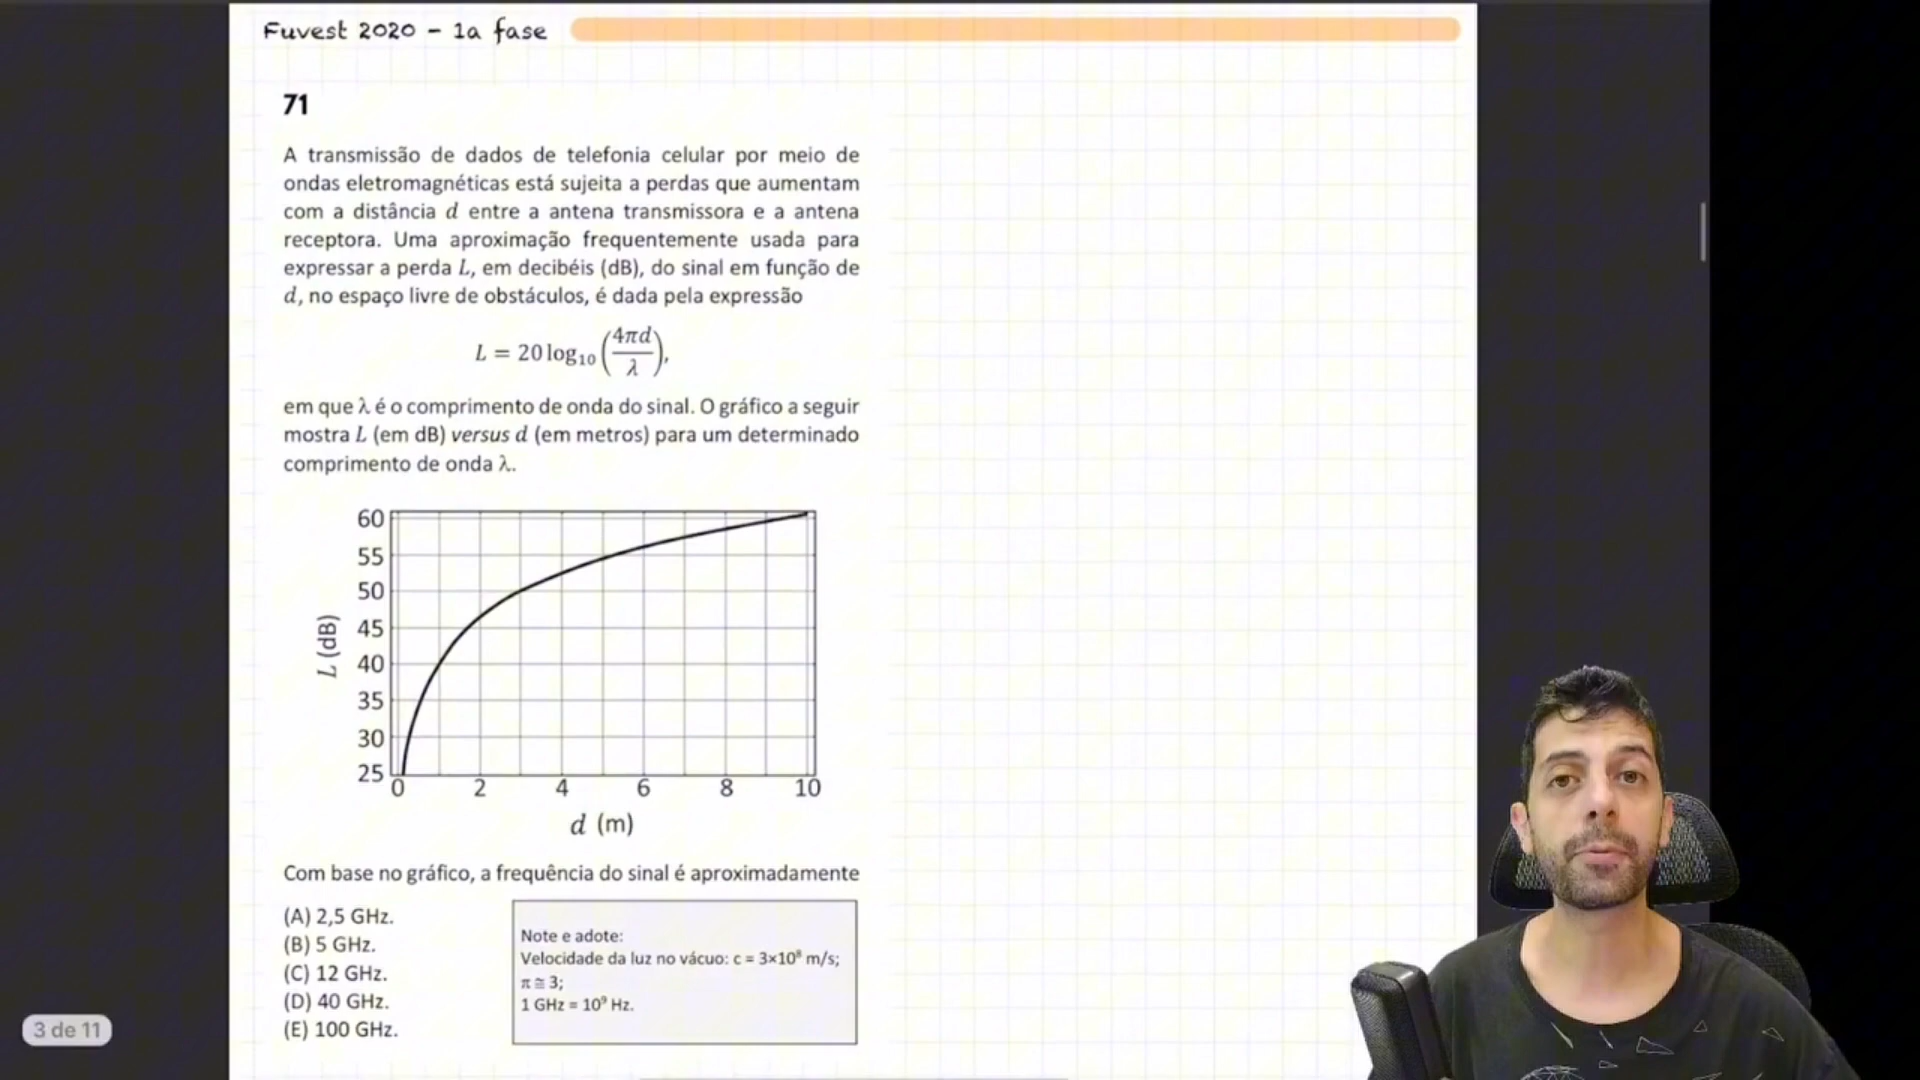 Fuvest 2020 - 1a fase
71
A transmissão de dados de telefonia celular por meio de
ondas eletromagnéticas está sujeita a perdas que aumentam
com a distância d entre a antena transmissora e a antena
receptora. Uma aproximação frequentemente usada para
expressar a perda L, em decibéis (dB), do sinal em função de
d, no espaço livre de obstáculos, é dada pela expressão
L = 20 log₁₀ (4πd/λ),
em que λ é o comprimento de onda do sinal. O gráfico a seguir
mostra L (em dB) versus d (em metros) para um determinado
comprimento de onda λ.
60
55
50
45
40
35
30
25
L (dB)
0 2 4 6 8 10
d (m)
Com base no gráfico, a frequência do sinal é aproximadamente
(A) 2,5 GHz.
(B) 5 GHz.
(C) 12 GHz.
(D) 40 GHz.
(E) 100 GHz.
Note e adote:
Velocidade da luz no vácuo: c = 3×10⁸ m/s;
π ≅ 3;
1 GHz = 10⁹ Hz.
3 de 11